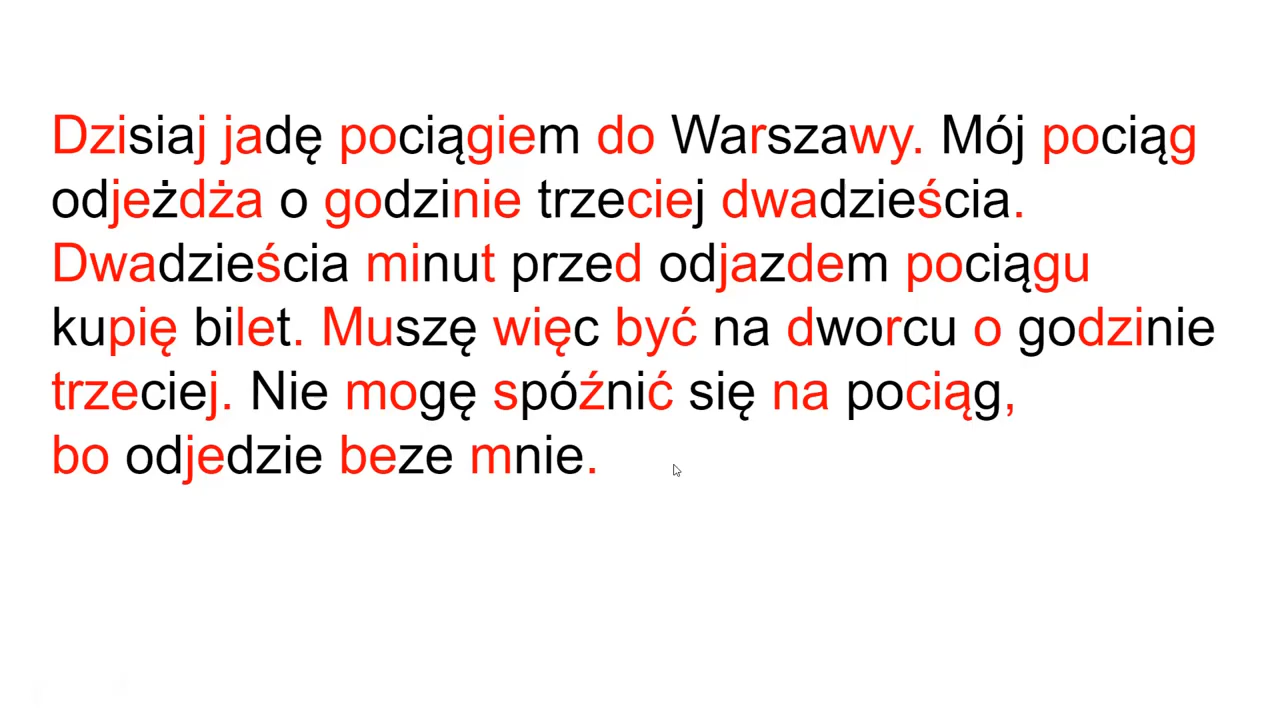 Dzisiaj jadę pociągiem do Warszawy. Mój pociąg
odjeżdża o godzinie trzeciej dwadzieścia.
Dwadzieścia minut przed odjazdem pociągu
kupię bilet. Muszę więc być na dworcu o godzinie
trzeciej. Nie mogę spóźnić się na pociąg,
bo odjedzie beze mnie.